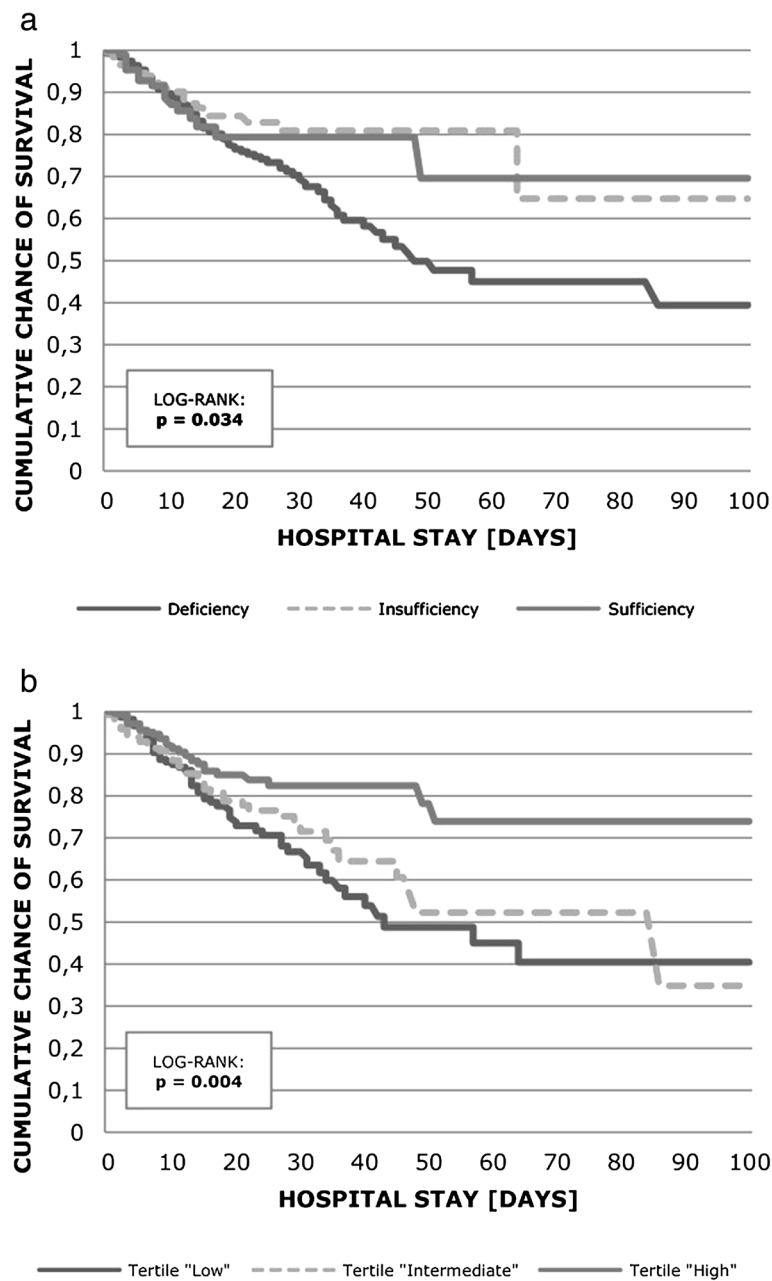 a
CUMULATIVE CHANCE OF SURVIVAL
1
0,9
0,8
0,7
0,6
0,5
0,4
0,3
0,2
0,1
0
LOG-RANK:
p = 0.034
0 10 20 30 40 50 60 70 80 90 100
HOSPITAL STAY [DAYS]
Deficiency Insufficiency Sufficiency
b
CUMULATIVE CHANCE OF SURVIVAL
1
0,9
0,8
0,7
0,6
0,5
0,4
0,3
0,2
0,1
0
LOG-RANK:
p = 0.004
0 10 20 30 40 50 60 70 80 90 100
HOSPITAL STAY [DAYS]
Tertile "Low" Tertile "Intermediate" Tertile "High"